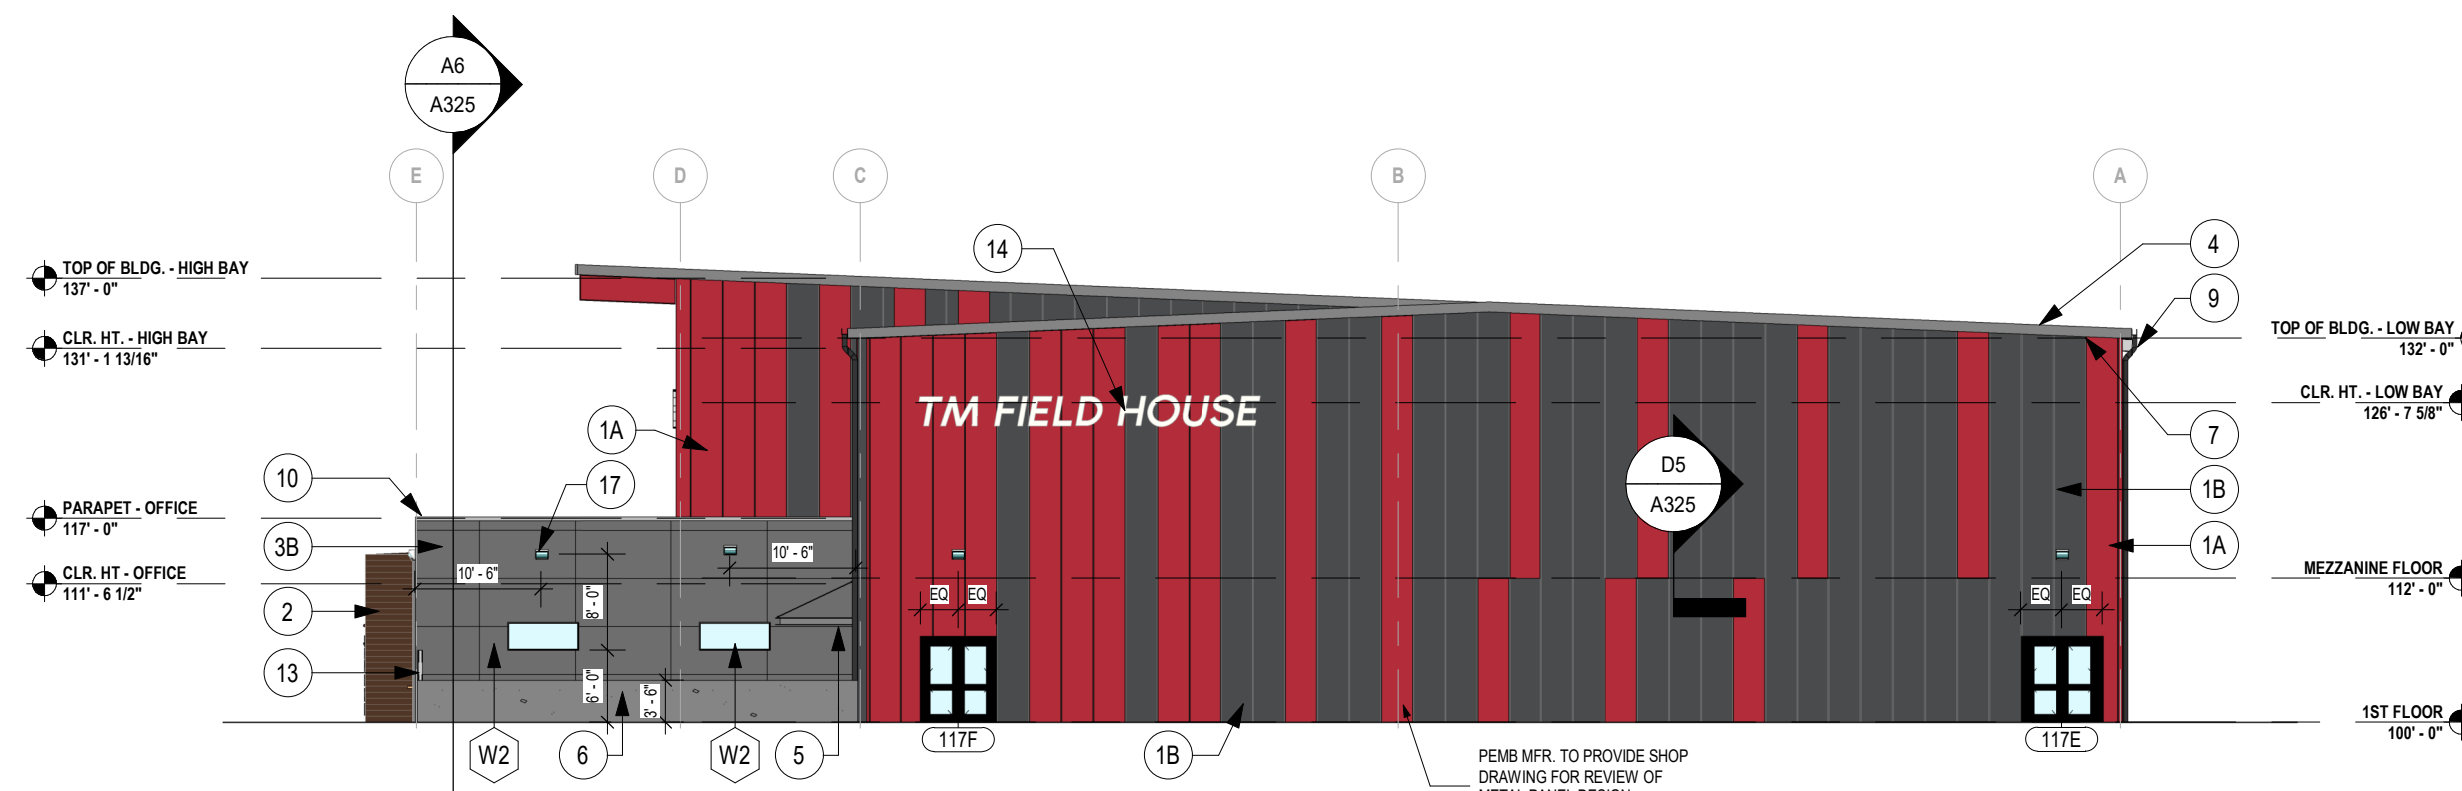 A6
A325
E
D
C
B
A
TOP OF BLDG. - HIGH BAY
137' - 0"
CLR. HT. - HIGH BAY
131' - 1 13/16"
PARAPET - OFFICE
117' - 0"
CLR. HT - OFFICE
111' - 6 1/2"
14
4
9
TOP OF BLDG. - LOW BAY
132' - 0"
CLR. HT. - LOW BAY
126' - 7 5/8"
7
1A
TM FIELD HOUSE
D5
A325
10
17
1B
3B
1A
10' - 6"
10' - 6"
MEZZANINE FLOOR
112' - 0"
2
8' - 0"
EQ
EQ
EQ
EQ
13
6' - 0"
3' - 6"
1ST FLOOR
100' - 0"
W2
6
W2
5
117F
1B
117E
PEMB MFR. TO PROVIDE SHOP
DRAWING FOR REVIEW OF
METAL PANEL DESIGN